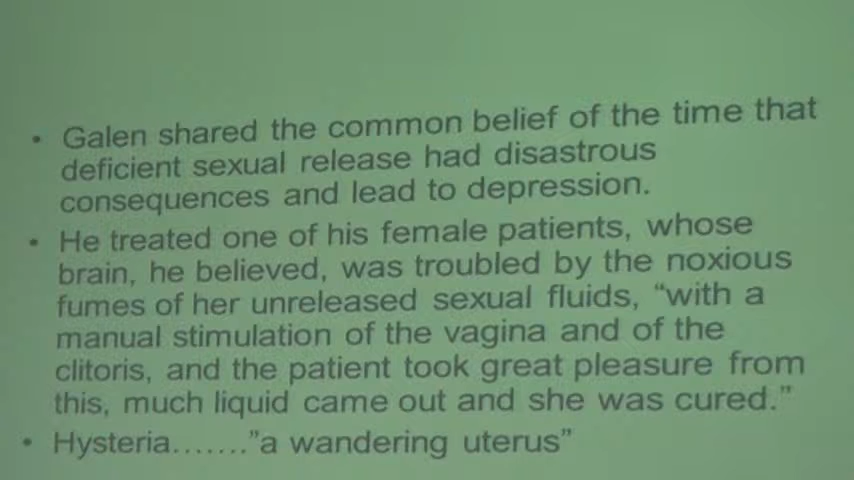 • Galen shared the common belief of the time that
deficient sexual release had disastrous
consequences and lead to depression.
• He treated one of his female patients, whose
brain, he believed, was troubled by the noxious
fumes of her unreleased sexual fluids, “with a
manual stimulation of the vagina and of the
clitoris, and the patient took great pleasure from
this, much liquid came out and she was cured.”
• Hysteria…….”a wandering uterus”